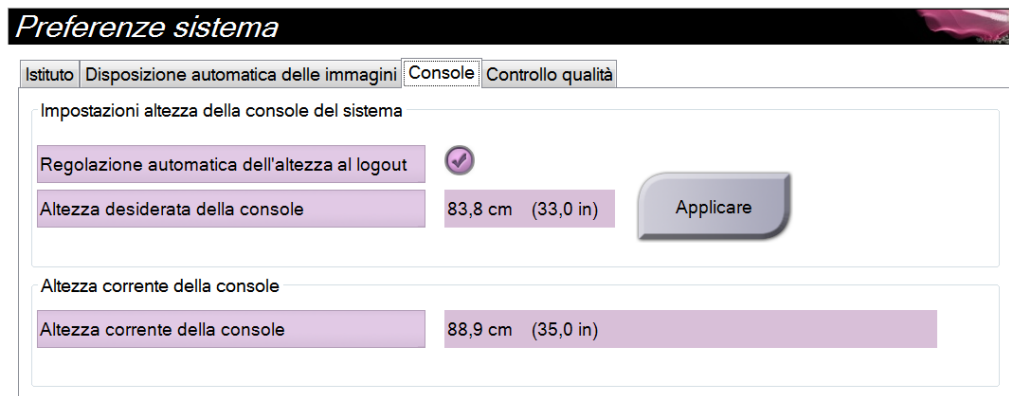 Preferenze sistema
Istituto Disposizione automatica delle immagini Console Controllo qualità
Impostazioni altezza della console del sistema
Regolazione automatica dell'altezza al logout
Altezza desiderata della console 83,8 cm (33,0 in) Applicare
Altezza corrente della console
Altezza corrente della console 88,9 cm (35,0 in)